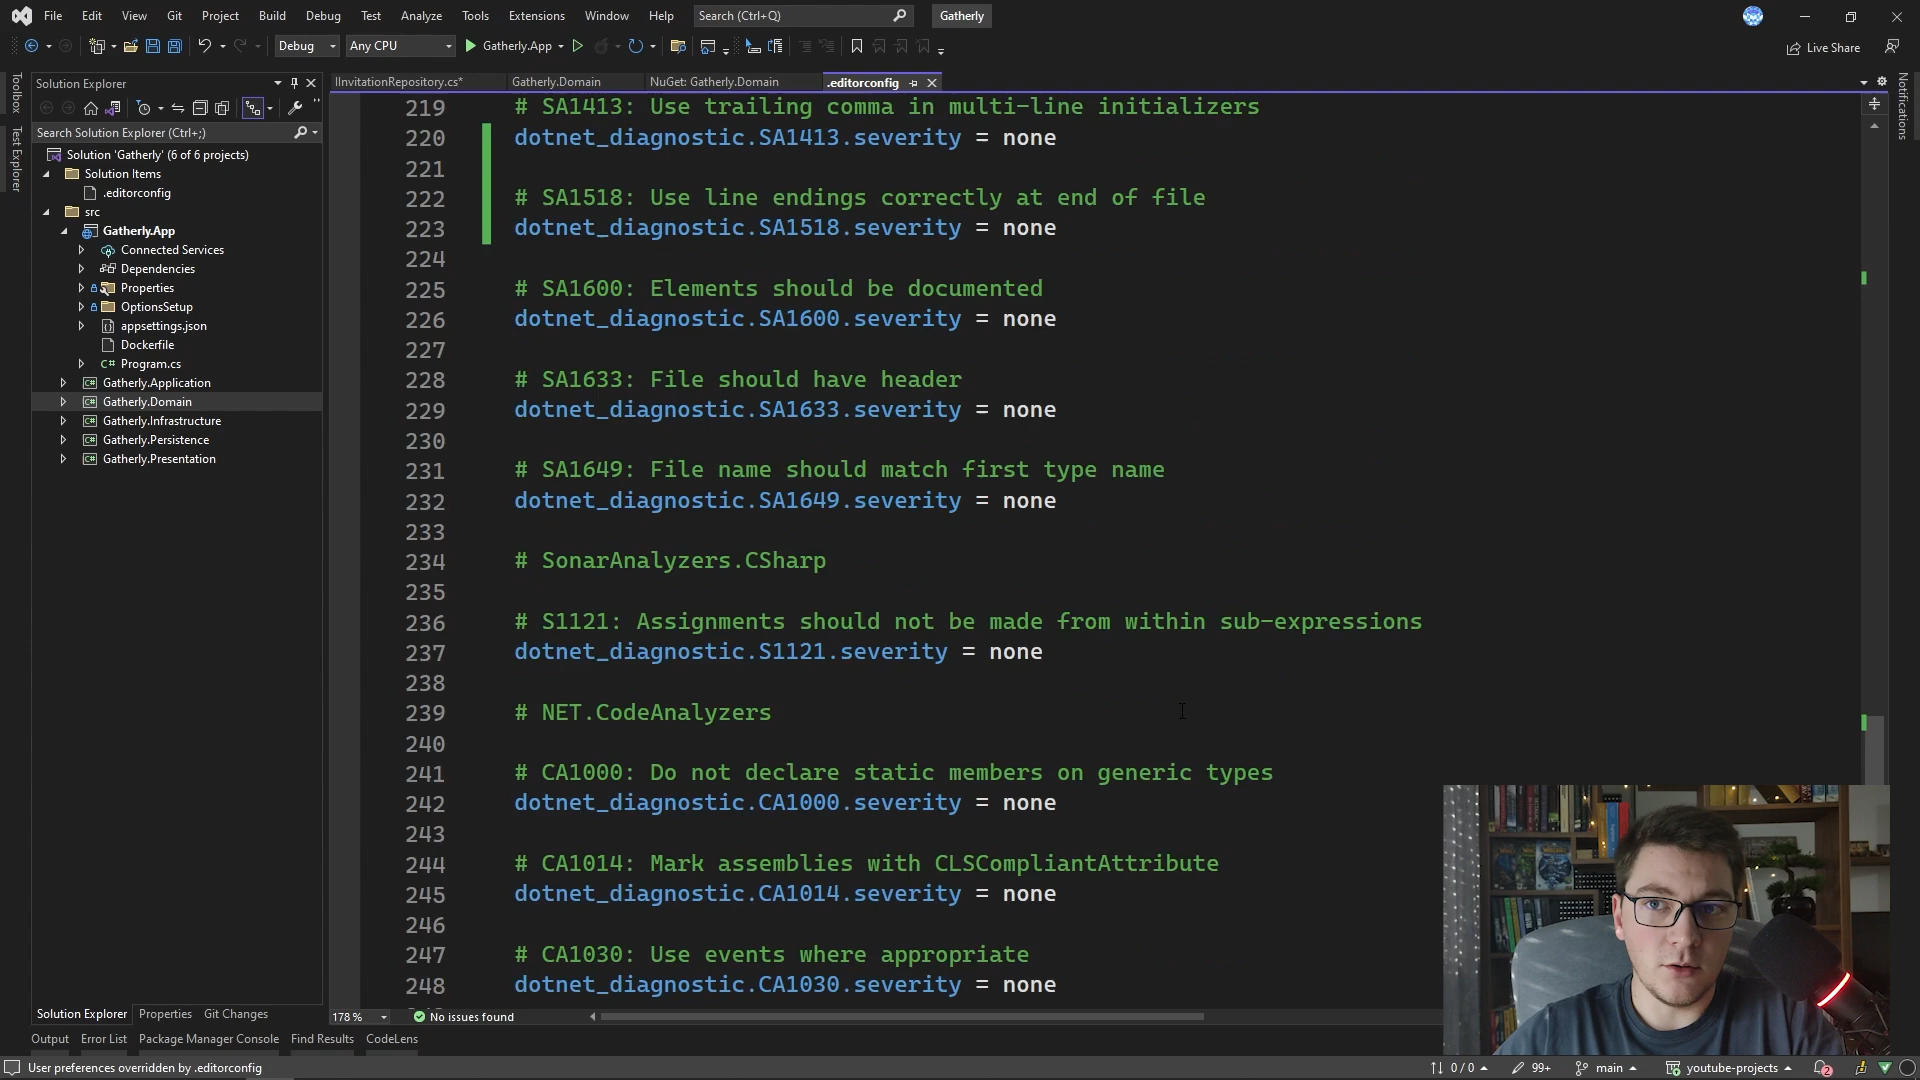 File Edit View Git Project Build Debug Test Analyze Tools Extensions Window Help Search (Ctrl+Q) Gatherly
Debug Any CPU Gatherly.App Live Share
Toolbox
Test Explorer
Solution Explorer
Search Solution Explorer (Ctrl+;)
Solution 'Gatherly' (6 of 6 projects)
Solution Items
.editorconfig
src
Gatherly.App
Connected Services
Dependencies
Properties
OptionsSetup
appsettings.json
Dockerfile
C# Program.cs
C# Gatherly.Application
C# Gatherly.Domain
C# Gatherly.Infrastructure
C# Gatherly.Persistence
C# Gatherly.Presentation
Solution Explorer Properties Git Changes
IInvitationRepository.cs* Gatherly.Domain NuGet: Gatherly.Domain .editorconfig
219 # SA1413: Use trailing comma in multi-line initializers
220 dotnet_diagnostic.SA1413.severity = none
221
222 # SA1518: Use line endings correctly at end of file
223 dotnet_diagnostic.SA1518.severity = none
224
225 # SA1600: Elements should be documented
226 dotnet_diagnostic.SA1600.severity = none
227
228 # SA1633: File should have header
229 dotnet_diagnostic.SA1633.severity = none
230
231 # SA1649: File name should match first type name
232 dotnet_diagnostic.SA1649.severity = none
233
234 # SonarAnalyzers.CSharp
235
236 # S1121: Assignments should not be made from within sub-expressions
237 dotnet_diagnostic.S1121.severity = none
238
239 # NET.CodeAnalyzers
240
241 # CA1000: Do not declare static members on generic types
242 dotnet_diagnostic.CA1000.severity = none
243
244 # CA1014: Mark assemblies with CLSCompliantAttribute
245 dotnet_diagnostic.CA1014.severity = none
246
247 # CA1030: Use events where appropriate
248 dotnet_diagnostic.CA1030.severity = none
Notifications
178 % No issues found
Output Error List Package Manager Console Find Results CodeLens
User preferences overridden by .editorconfig 0 / 0 99+ main youtube-projects 2